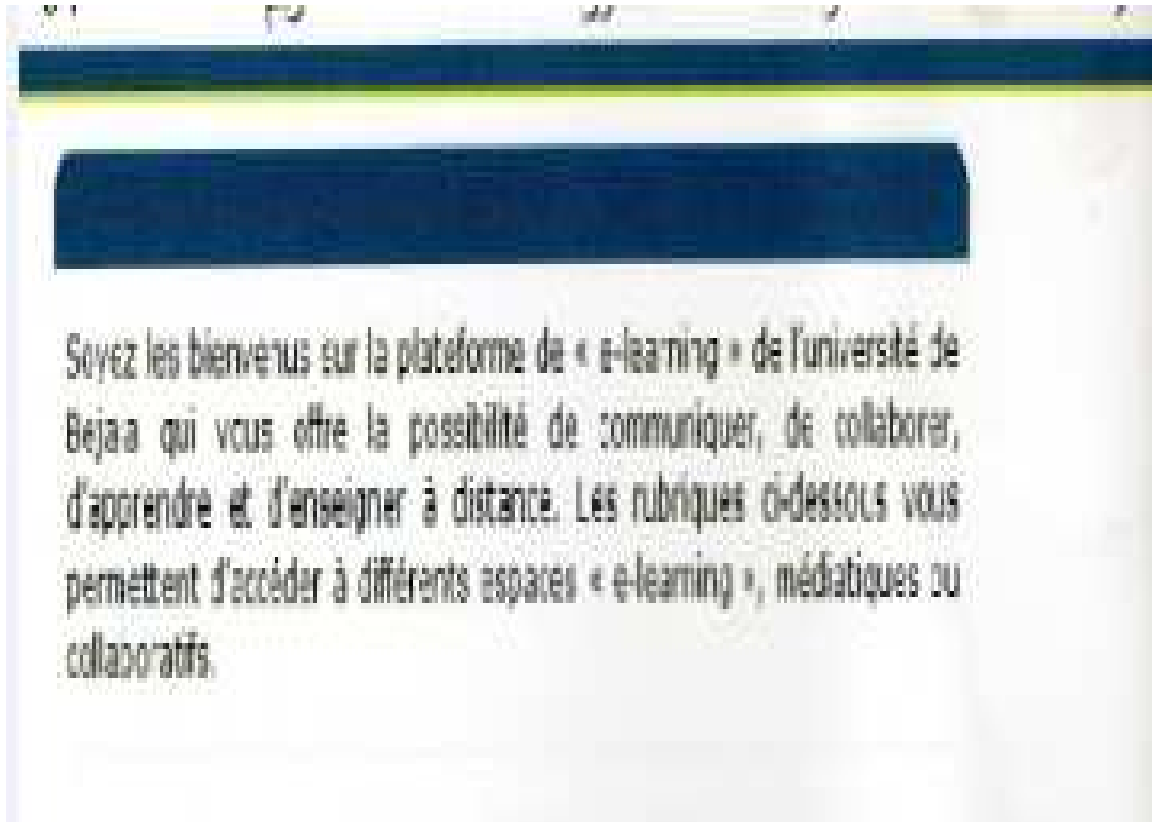 Soyez les bienvenus sur la plateforme de « e-learning » de l'université de
Bejaia qui vous offre la possibilité de communiquer, de collaborer,
d'apprendre et d'enseigner à distance. Les rubriques ci-dessous vous
permettent d'accéder à différents espaces « e-learning », médiatiques ou
collaboratifs.